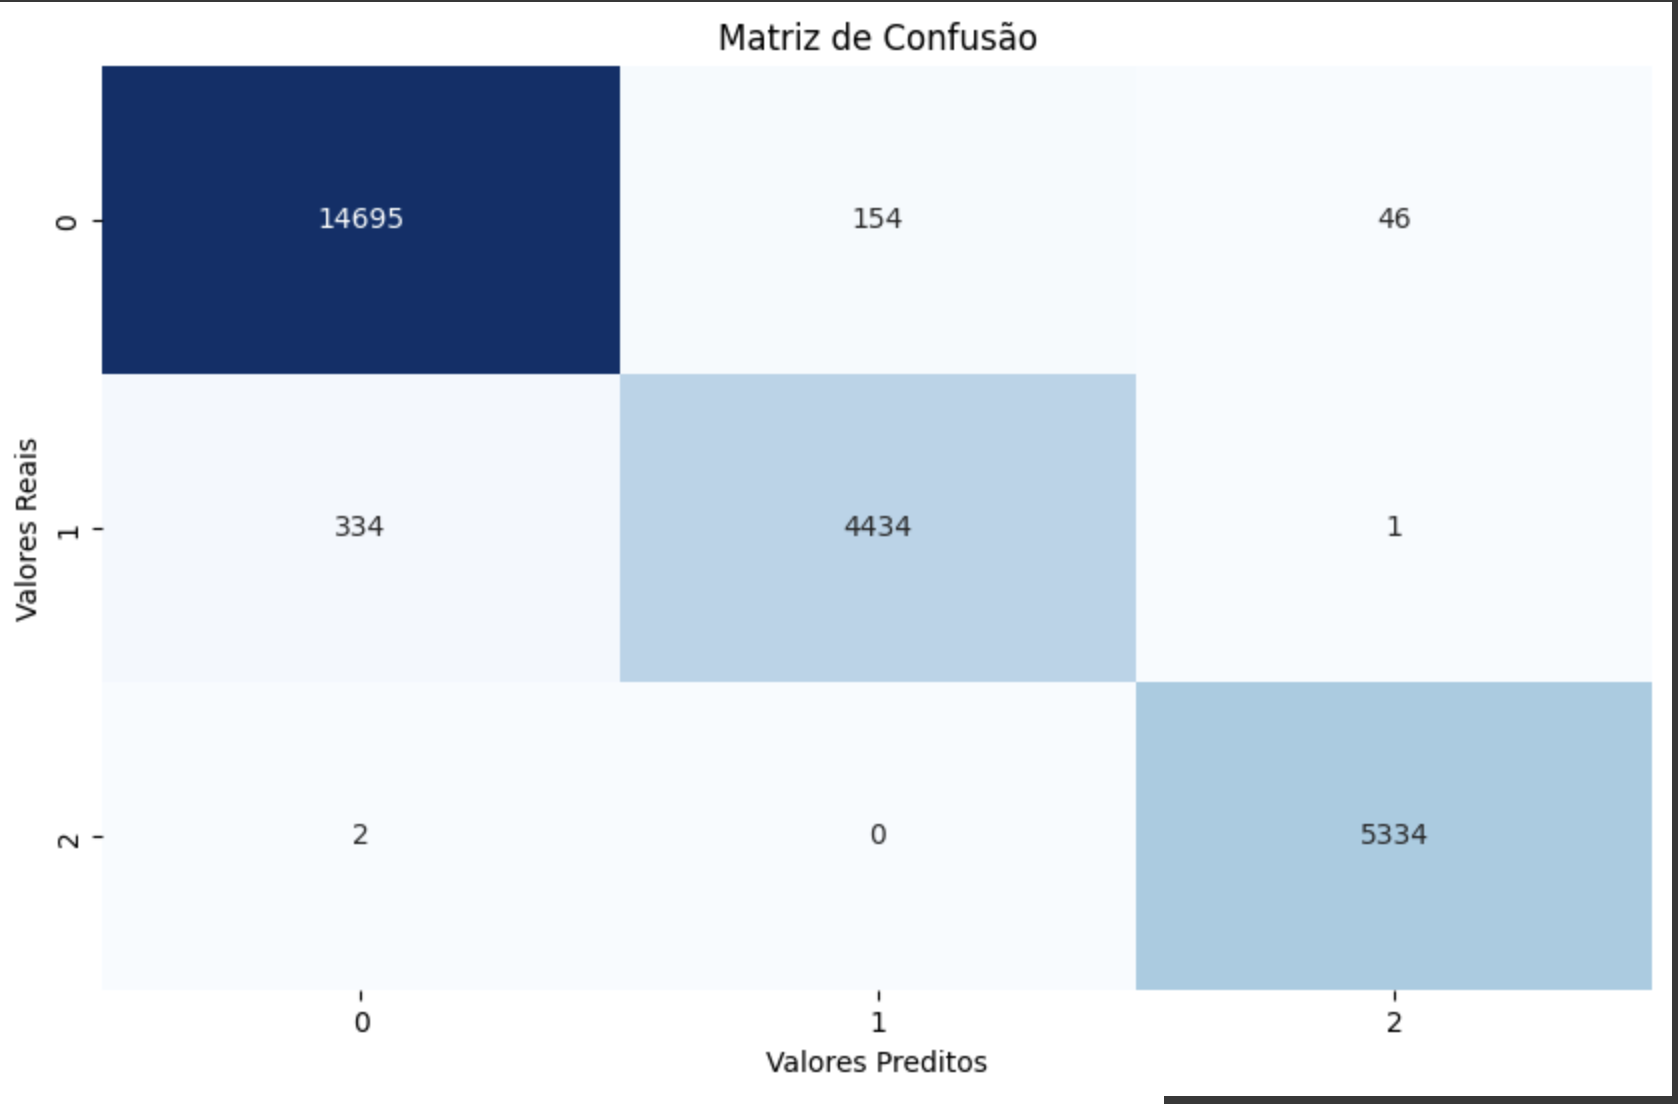 Matriz de Confusão
0 14695 154 46
Valores Reais
1 334 4434 1
2 2 0 5334
0 1 2
Valores Preditos